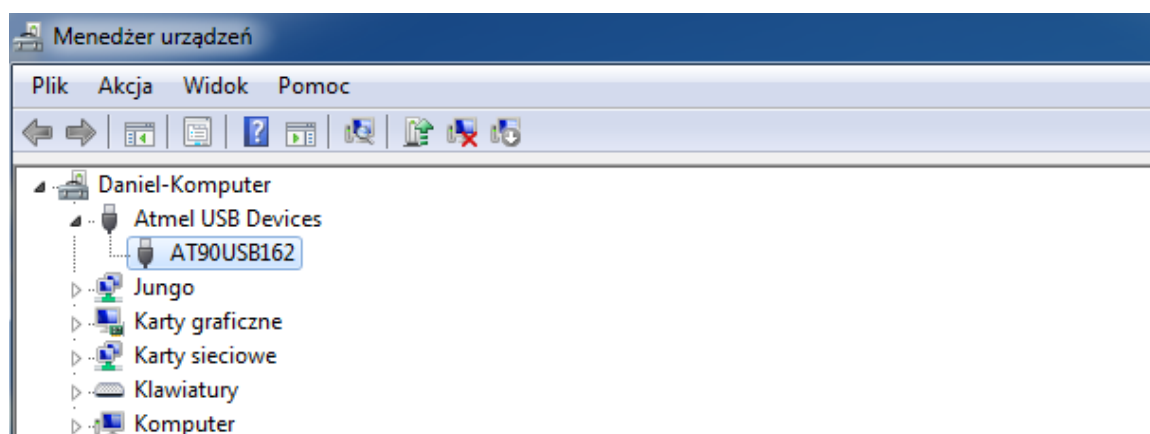 Menedżer urządzeń
Plik Akcja Widok Pomoc
Daniel-Komputer
Atmel USB Devices
AT90USB162
Jungo
Karty graficzne
Karty sieciowe
Klawiatury
Komputer